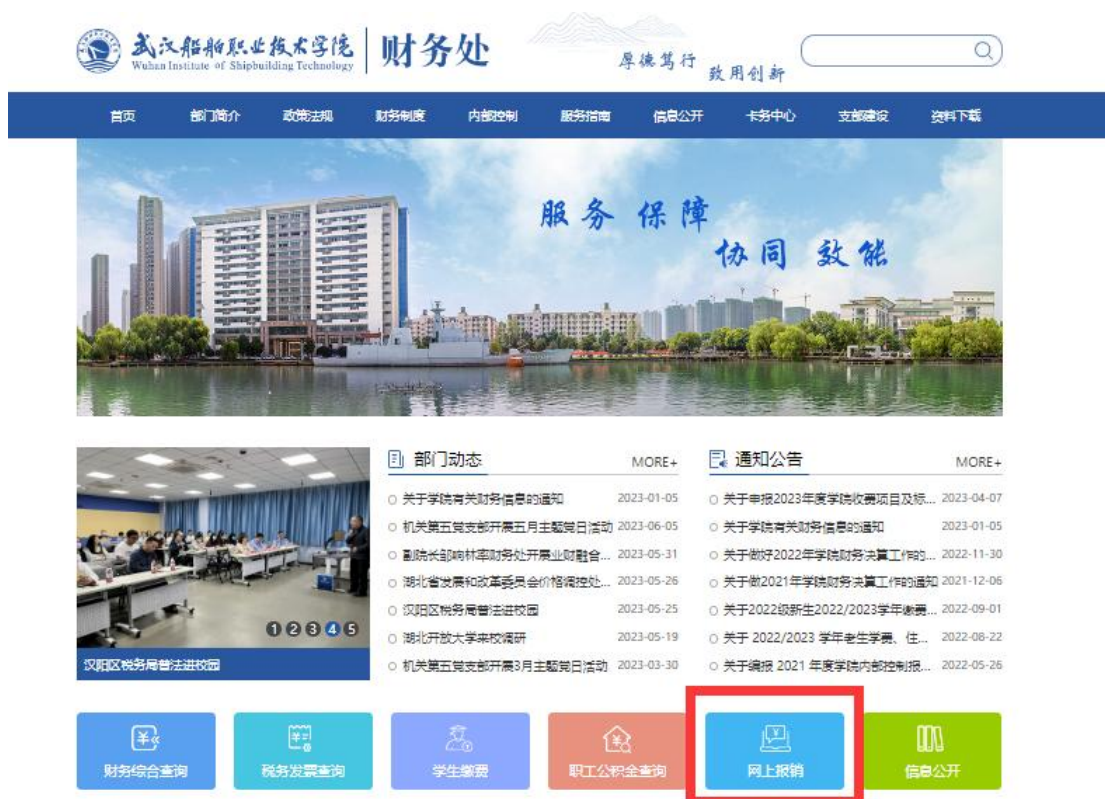 武汉船舶职业技术学院
Wuhan Institute of Shipbuilding Technology
财务处
厚德笃行
致用创新
首页 部门简介 政策法规 财务制度 内部控制 服务指南 信息公开 卡务中心 支部建设 资料下载
服务 保障
协同 效能
部门动态 MORE+
关于学院有关财务信息的通知 2023-01-05
机关第五党支部开展五月主题党日活动 2023-06-05
副院长邰响林率财务处开展业财融合... 2023-05-31
湖北省发展和改革委员会价格调控处... 2023-05-26
汉阳区税务局普法进校园 2023-05-25
湖北开放大学来校调研 2023-05-19
机关第五党支部开展3月主题党日活动 2023-03-30
通知公告 MORE+
关于申报2023年度学院收费项目及标... 2023-04-07
关于学院有关财务信息的通知 2023-01-05
关于做好2022年学院财务决算工作的... 2022-11-30
关于做2021年学院财务决算工作的通知 2021-12-06
关于2022级新生2022/2023学年缴费... 2022-09-01
关于 2022/2023 学年老生学费、住... 2022-08-22
关于编报 2021 年度学院内部控制报... 2022-05-26
1 2 3 4 5
汉阳区税务局普法进校园
财务综合查询 税务发票查询 学生缴费 职工公积金查询 网上报销 信息公开